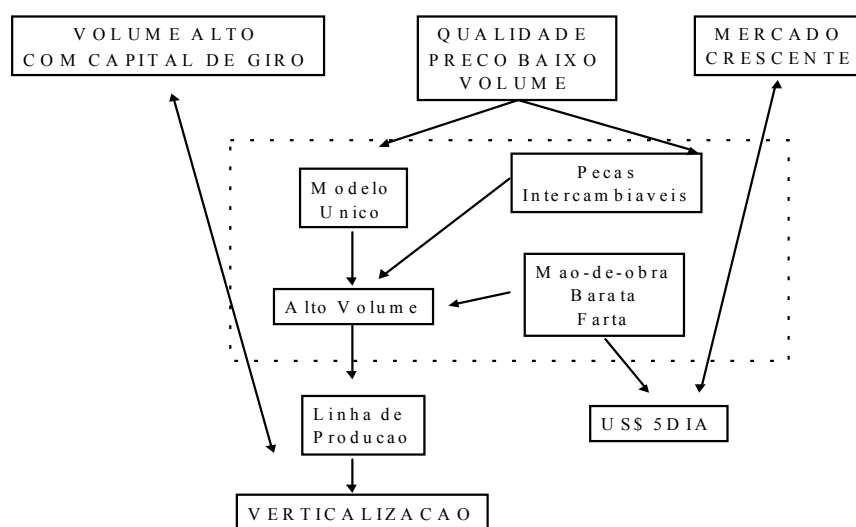 VOLUME ALTO
COM CAPITAL DE GIRO
QUALIDADE
PRECO BAIXO
VOLUME
MERCADO
CRESCENTE
Modelo
Unico
Pecas
Intercambiaveis
Alto Volume
Mao-de-obra
Barata
Farta
Linha de
Producao
US$ 5DIA
VERTICALIZACAO